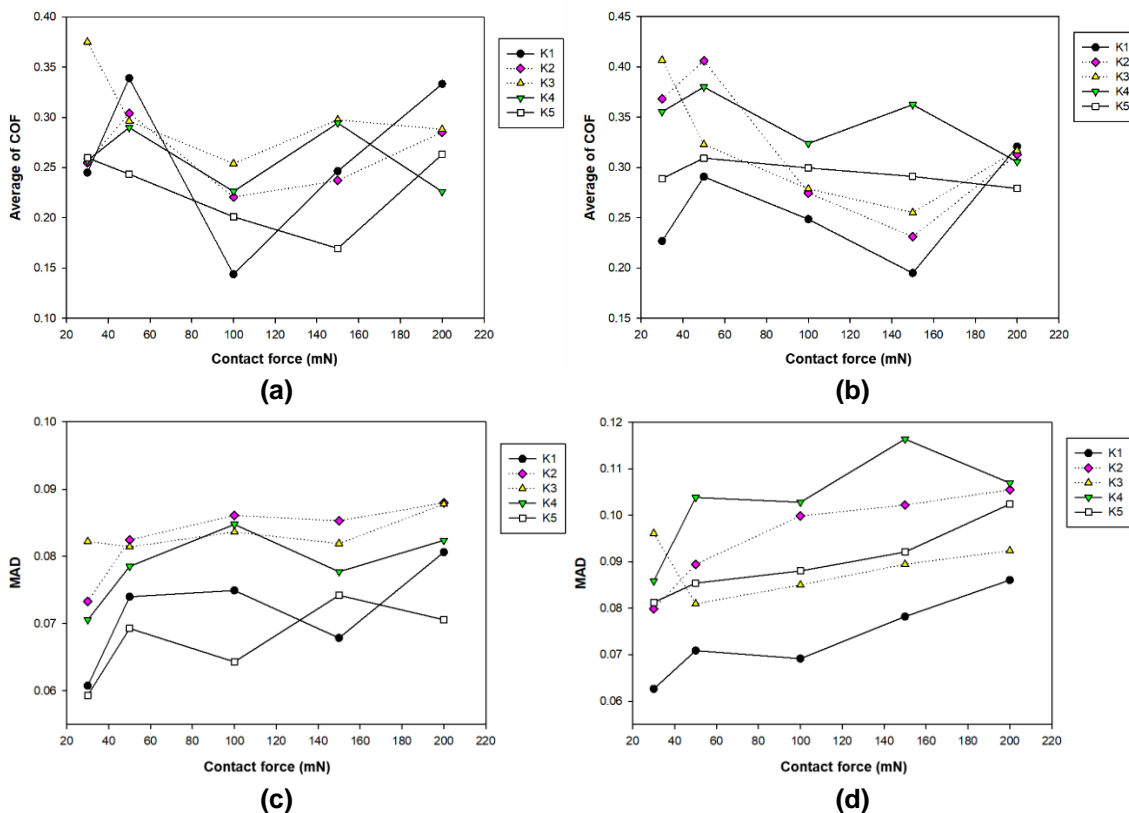 0.40
0.35
0.30
0.25
0.20
0.15
0.10
Average of COF
20 40 60 80 100 120 140 160 180 200 220
Contact force (mN)
K1
K2
K3
K4
K5
(a)
0.45
0.40
0.35
0.30
0.25
0.20
0.15
Average of COF
20 40 60 80 100 120 140 160 180 200 220
Contact force (mN)
K1
K2
K3
K4
K5
(b)
0.10
0.09
0.08
0.07
0.06
MAD
20 40 60 80 100 120 140 160 180 200 220
Contact force (mN)
K1
K2
K3
K4
K5
(c)
0.12
0.11
0.10
0.09
0.08
0.07
0.06
MAD
20 40 60 80 100 120 140 160 180 200 220
Contact force (mN)
K1
K2
K3
K4
K5
(d)